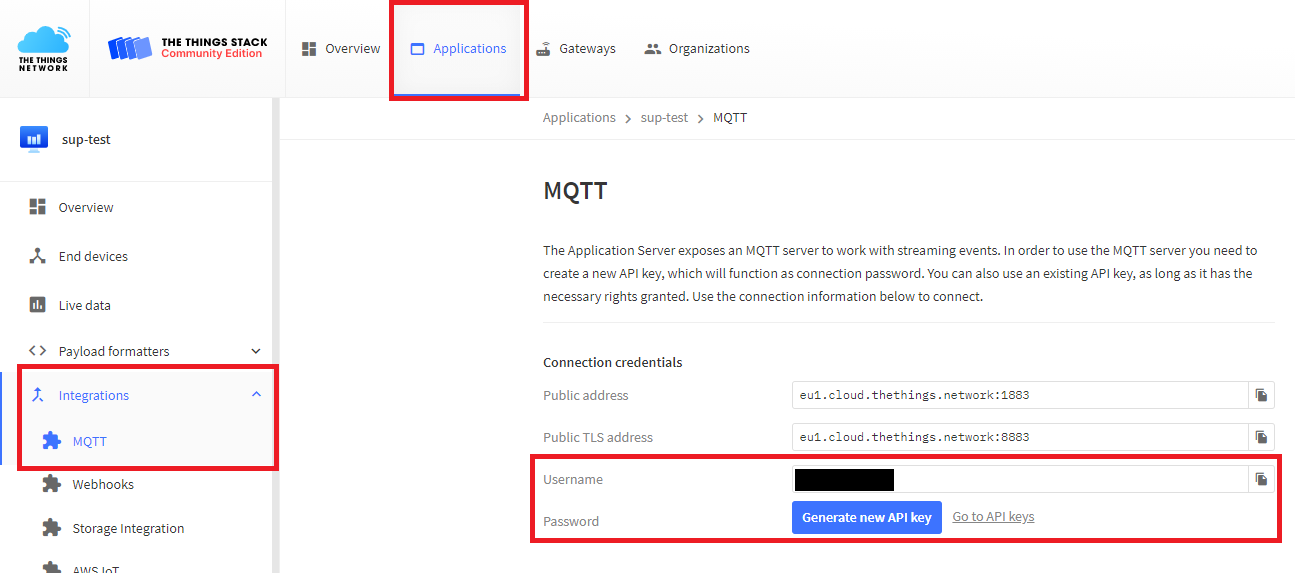 THE THINGS
NETWORK
THE THINGS STACK
Community Edition
Overview
Applications
Gateways
Organizations
sup-test
Overview
End devices
Live data
Payload formatters
Integrations
MQTT
Webhooks
Storage Integration
AWS IoT
Applications > sup-test > MQTT
MQTT
The Application Server exposes an MQTT server to work with streaming events. In order to use the MQTT server you need to
create a new API key, which will function as connection password. You can also use an existing API key, as long as it has the
necessary rights granted. Use the connection information below to connect.
Connection credentials
Public address
eu1.cloud.thethings.network:1883
Public TLS address
eu1.cloud.thethings.network:8883
Username
Password
Generate new API key
Go to API keys